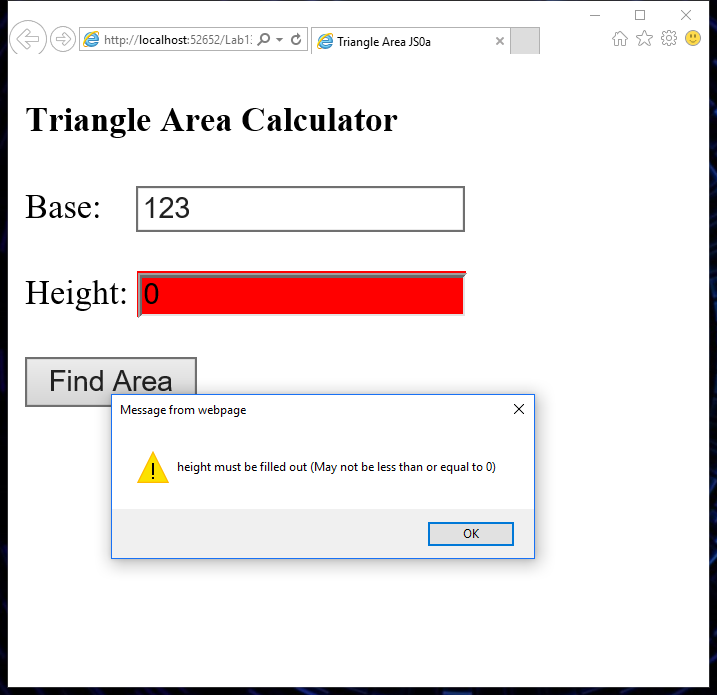 http://localhost:52652/Lab1
Triangle Area JS0a
Triangle Area Calculator
Base: 123
Height: 0
Find Area
Message from webpage
height must be filled out (May not be less than or equal to 0)
OK